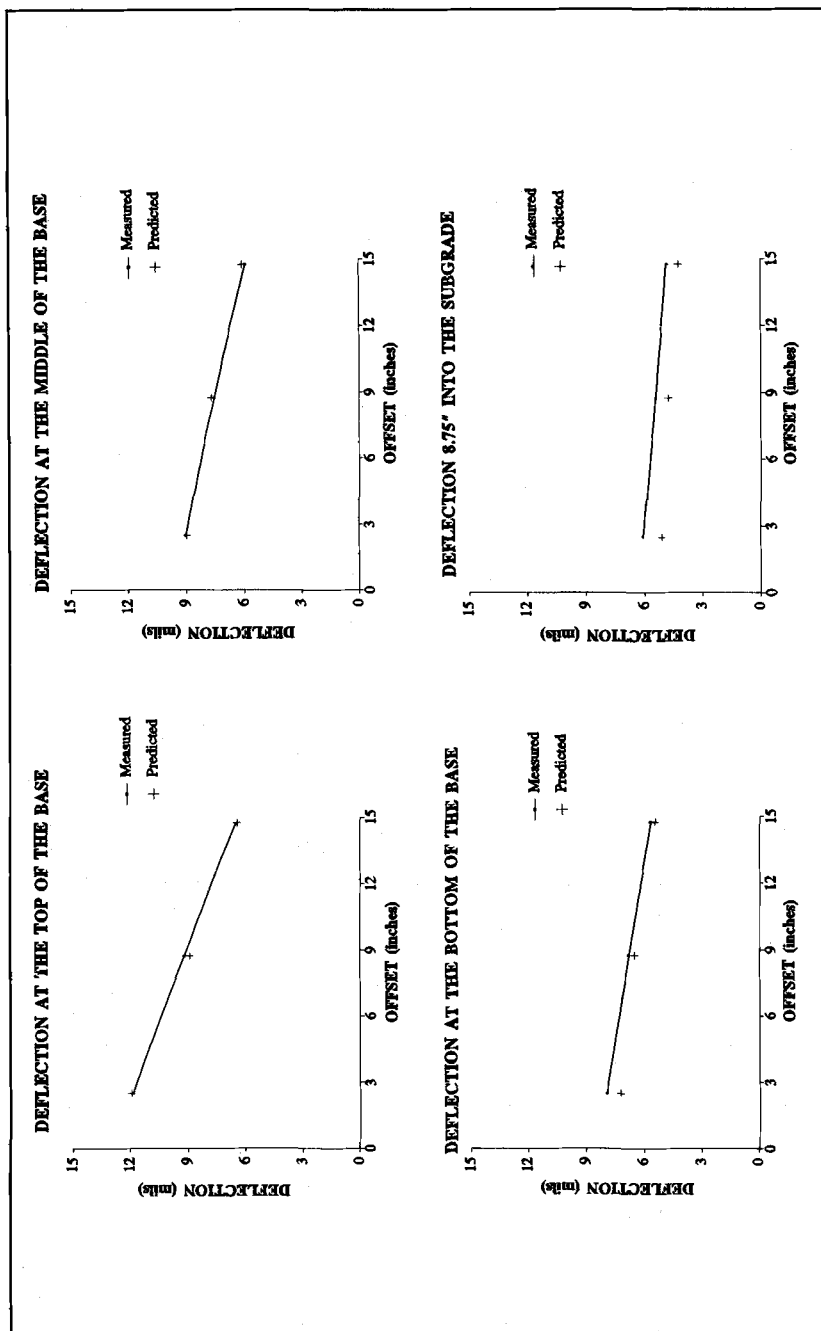 DEFLECTION AT THE TOP OF THE BASE
Measured
Predicted
15
12
9
6
3
0
DEFLECTION (mils)
0 3 6 9 12 15
OFFSET (inches)
DEFLECTION AT THE MIDDLE OF THE BASE
Measured
Predicted
15
12
9
6
3
0
DEFLECTION (mils)
0 3 6 9 12 15
OFFSET (inches)
DEFLECTION AT THE BOTTOM OF THE BASE
Measured
Predicted
15
12
9
6
3
0
DEFLECTION (mils)
0 3 6 9 12 15
OFFSET (inches)
DEFLECTION 8.75" INTO THE SUBGRADE
Measured
Predicted
15
12
9
6
3
0
DEFLECTION (mils)
0 3 6 9 12 15
OFFSET (inches)